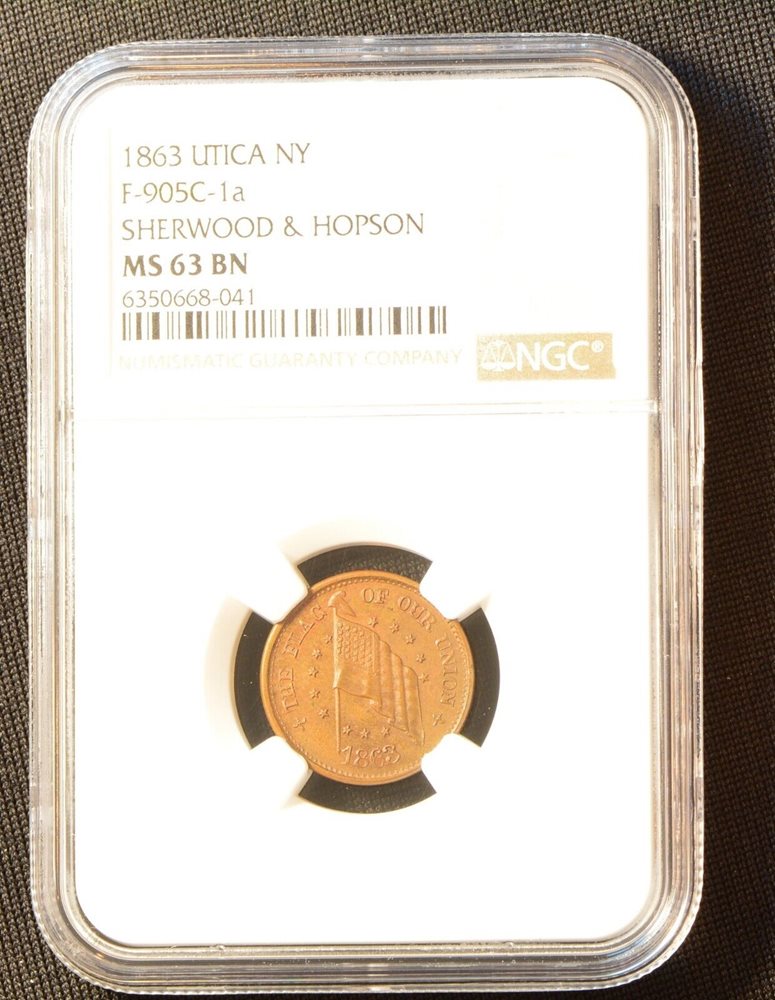 1863 UTICA NY
F-905C-1a
SHERWOOD & HOPSON
MS 63 BN
6350668-041
NUMISMATIC GUARANTY COMPANY
NGC®
THE FLAG OF OUR UNION
1863